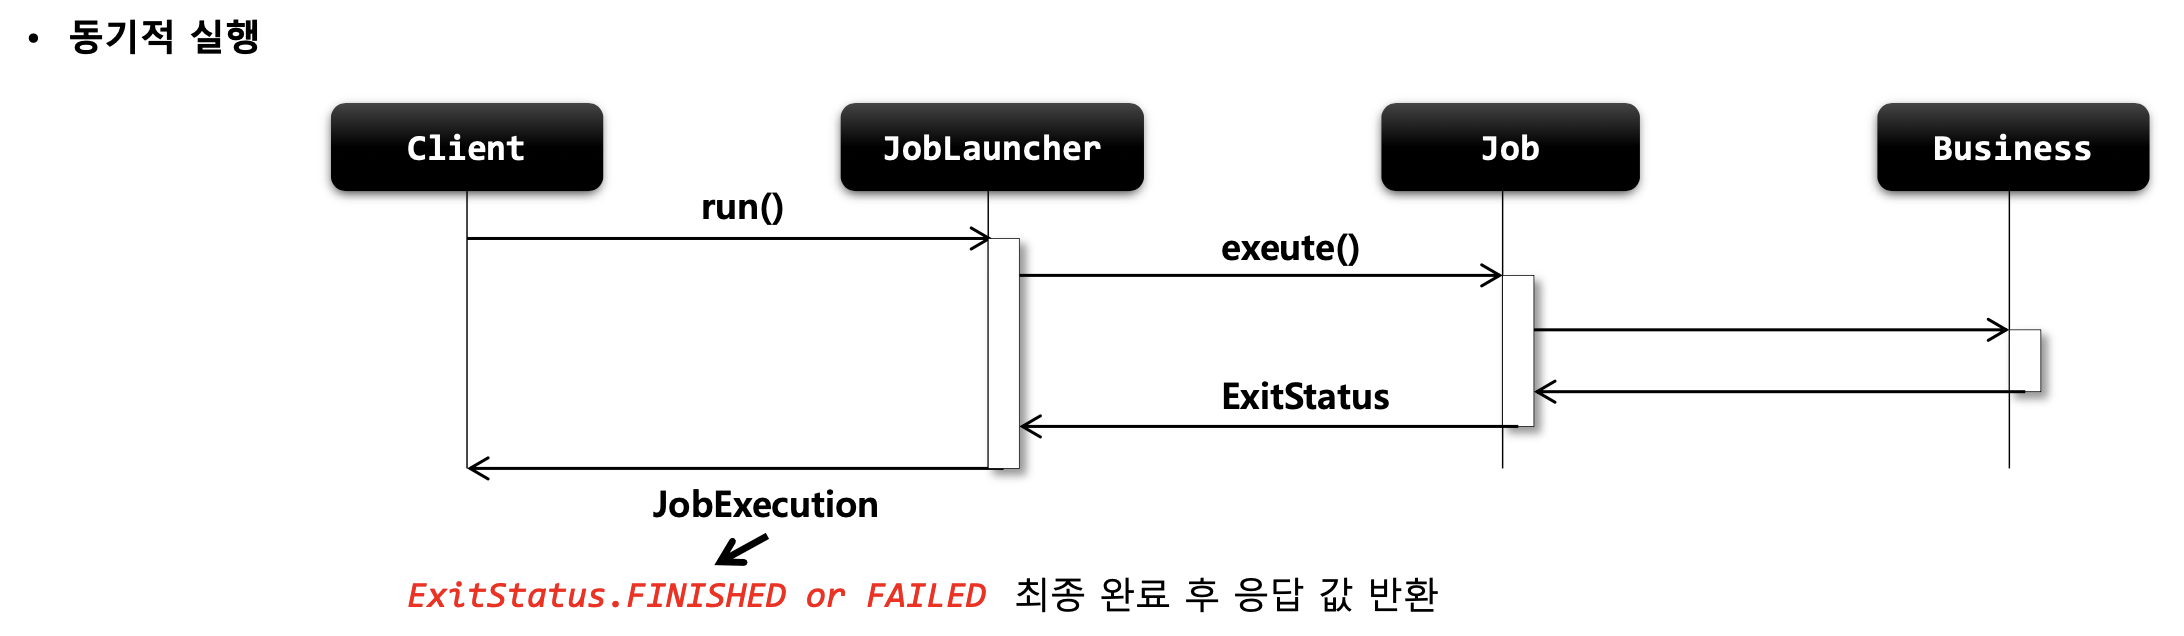 • 동기적 실행
Client JobLauncher Job Business
run()
exeute()
ExitStatus
JobExecution
ExitStatus.FINISHED or FAILED 최종 완료 후 응답 값 반환